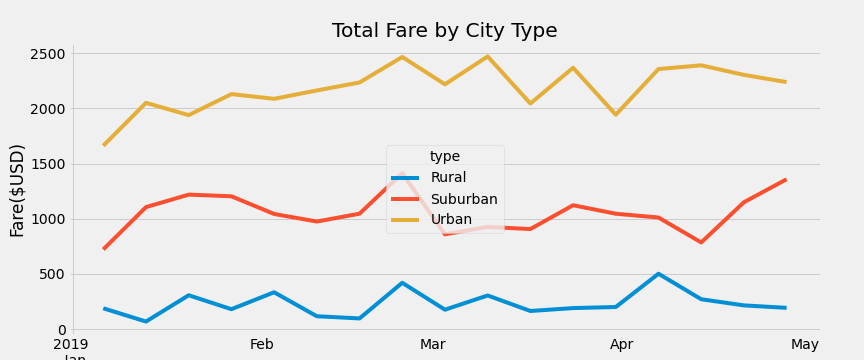 Total Fare by City Type
2500
2000
1500
1000
500
0
Fare($USD)
type
Rural
Suburban
Urban
2019 Feb Mar Apr May
Jan